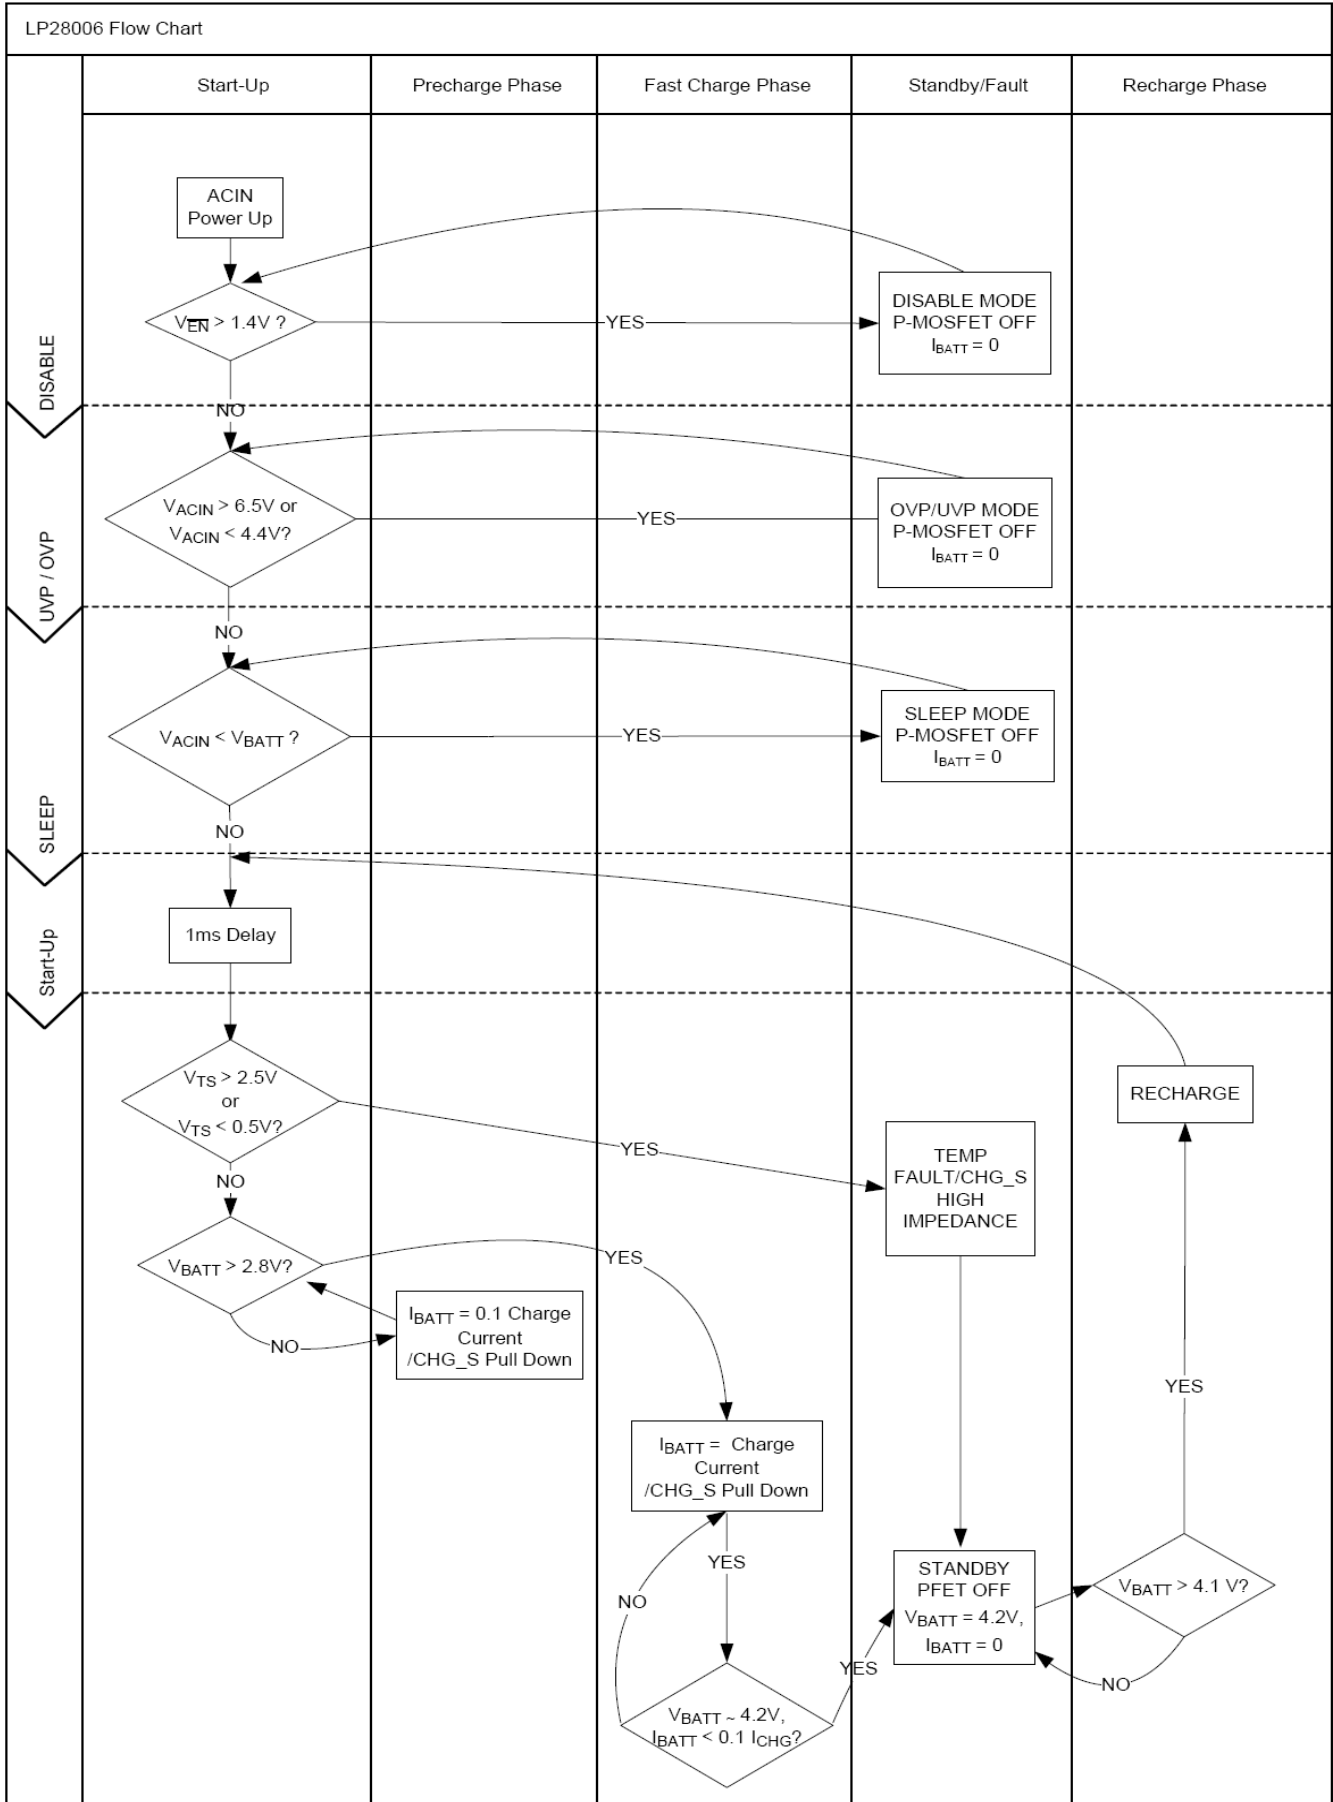 LP28006 Flow Chart
Start-Up
Precharge Phase
Fast Charge Phase
Standby/Fault
Recharge Phase
DISABLE
ACIN
Power Up
VEN > 1.4V ?
YES
DISABLE MODE
P-MOSFET OFF
IBATT = 0
NO
UVP / OVP
VACIN > 6.5V or
VACIN < 4.4V?
YES
OVP/UVP MODE
P-MOSFET OFF
IBATT = 0
NO
SLEEP
VACIN < VBATT ?
YES
SLEEP MODE
P-MOSFET OFF
IBATT = 0
NO
Start-Up
1ms Delay
VTS > 2.5V
or
VTS < 0.5V?
YES
TEMP
FAULT/CHG_S
HIGH
IMPEDANCE
RECHARGE
NO
VBATT > 2.8V?
YES
NO
IBATT = 0.1 Charge
Current
/CHG_S Pull Down
IBATT = Charge
Current
/CHG_S Pull Down
YES
YES
NO
STANDBY
PFET OFF
VBATT = 4.2V,
IBATT = 0
VBATT > 4.1 V?
YES
NO
VBATT ~ 4.2V,
IBATT < 0.1 ICHG?